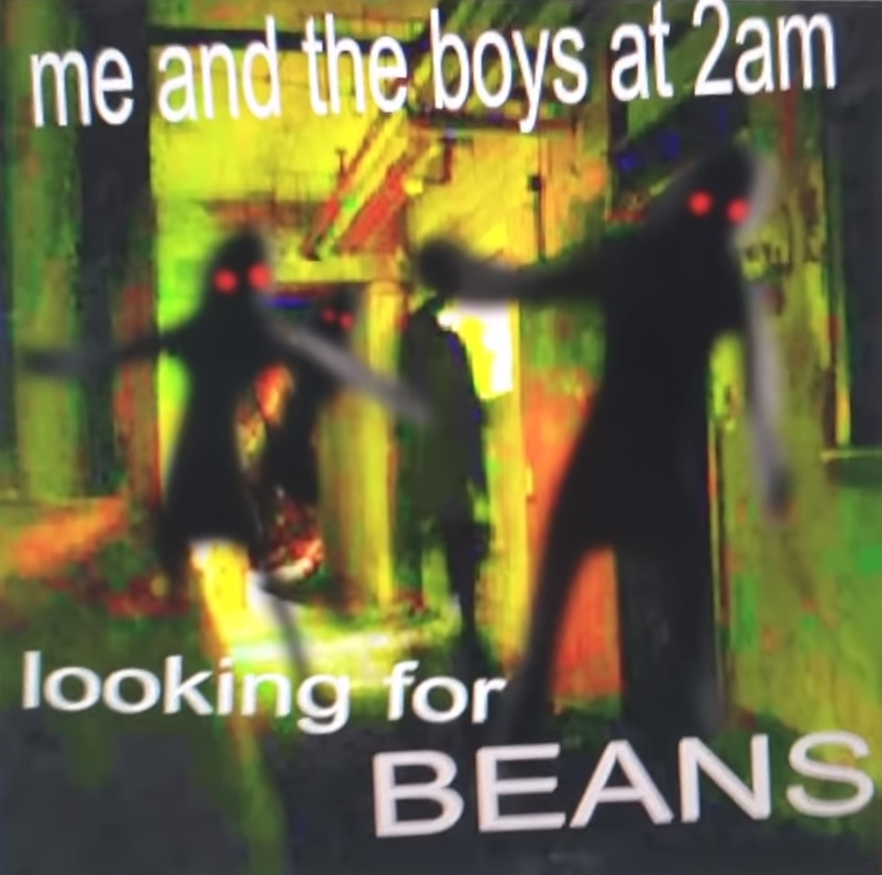 me and the boys at 2am
looking for
BEANS